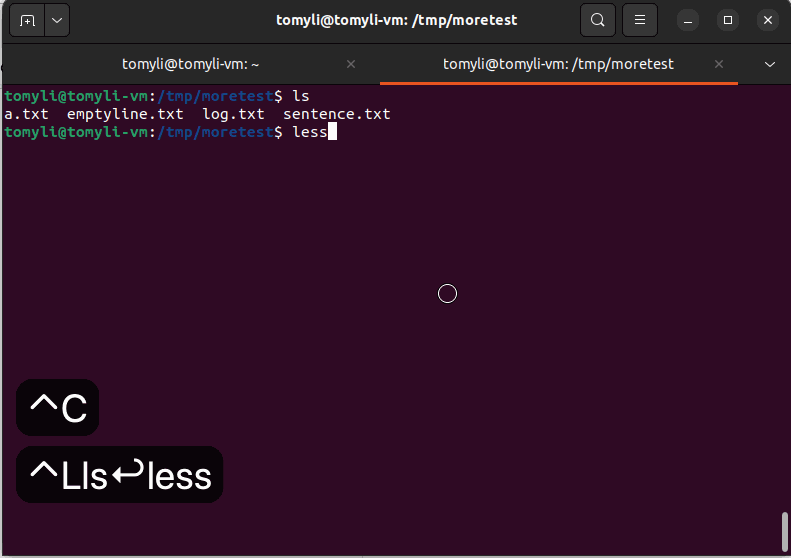 tomyli@tomyli-vm: /tmp/moretest
tomyli@tomyli-vm: ~
tomyli@tomyli-vm: /tmp/moretest
tomyli@tomyli-vm:/tmp/moretest$ ls
a.txt  emptyline.txt  log.txt  sentence.txt
tomyli@tomyli-vm:/tmp/moretest$ less
^C
^Lls↵less